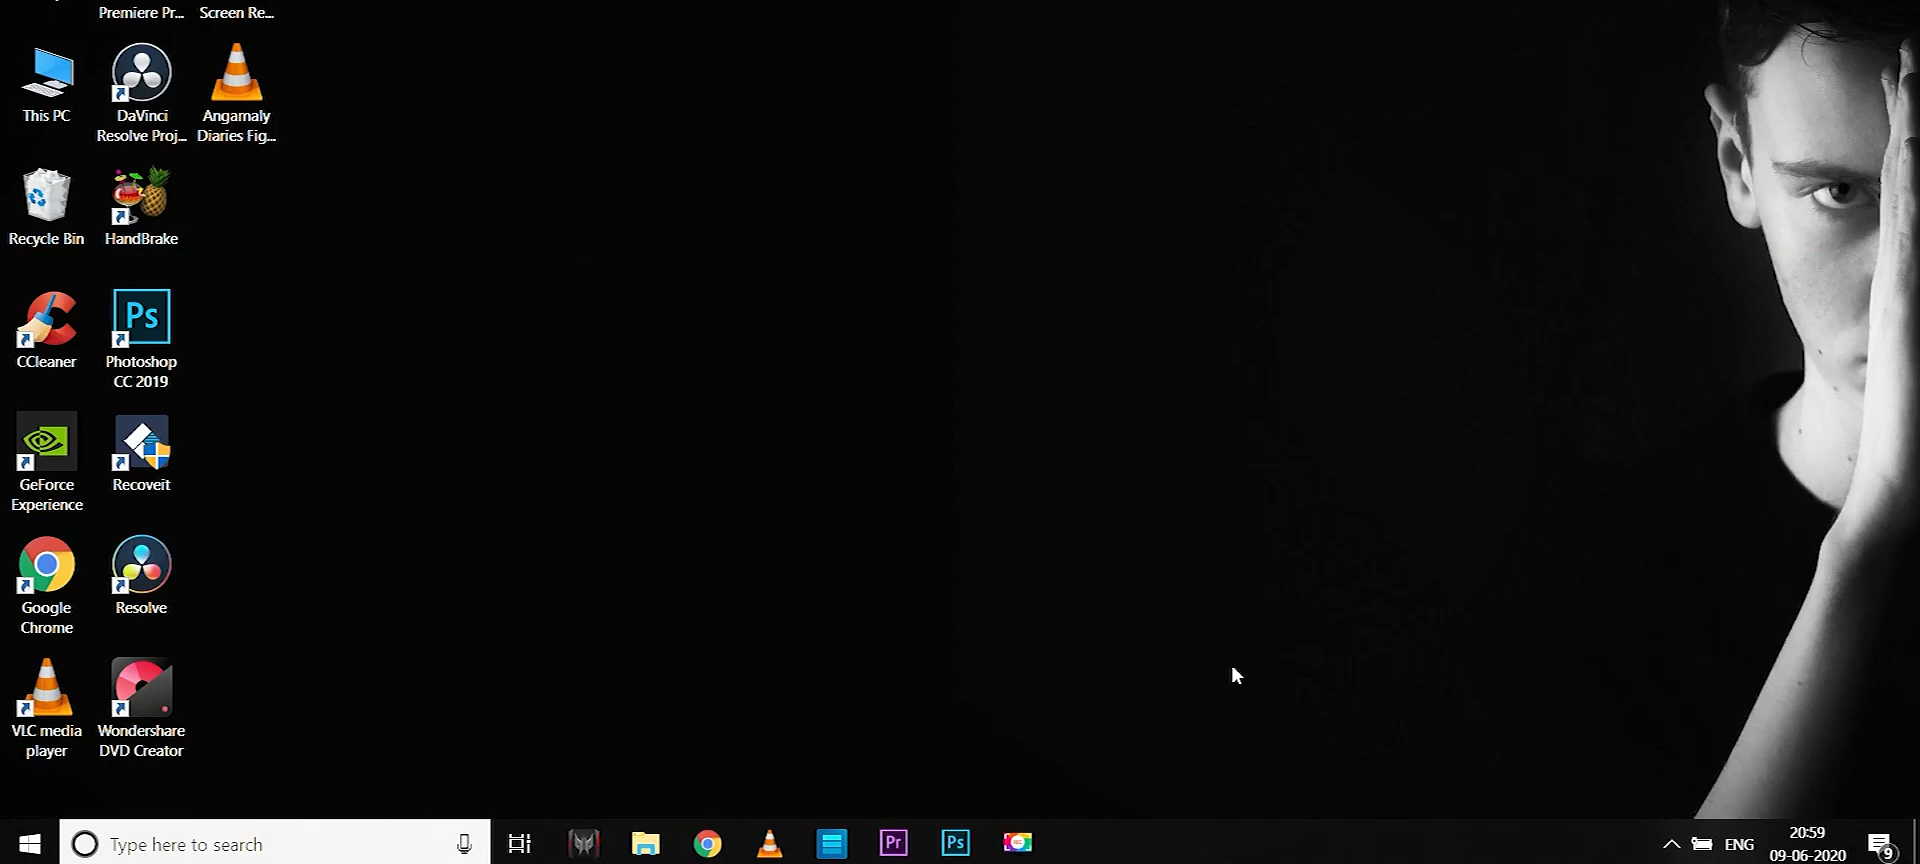 Premiere Pr...
Screen Re...
This PC
DaVinci
Resolve Proj...
Angamaly
Diaries Fig...
Recycle Bin
HandBrake
CCleaner
Ps
Photoshop
CC 2019
GeForce
Experience
Recoveit
Google
Chrome
Resolve
VLC media
player
Wondershare
DVD Creator
Type here to search
Pr
Ps
ENG
20:59
09-06-2020
9